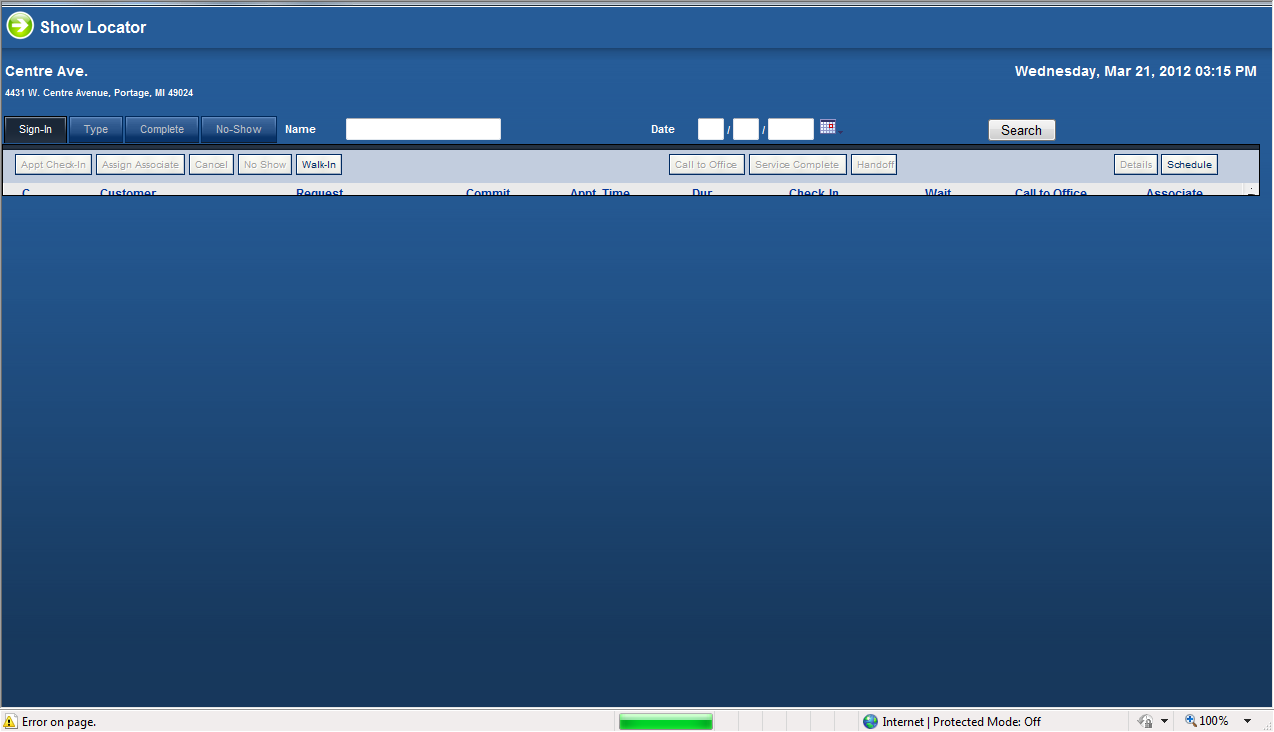 Show Locator
Centre Ave. Wednesday, Mar 21, 2012 03:15 PM
4431 W. Centre Avenue, Portage, MI 49024
Sign-In Type Complete No-Show Name Date / / Search
Appt Check-In Assign Associate Cancel No Show Walk-In Call to Office Service Complete Handoff Details Schedule
C Customer Request Commit Appt. Time Dur Check In Wait Call to Office Associate
Error on page. Internet | Protected Mode: Off 100%